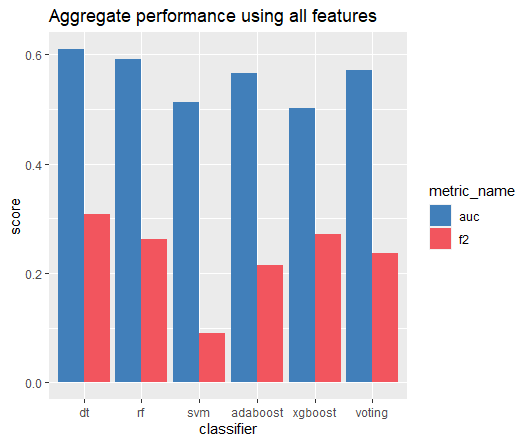 Aggregate performance using all features
score
0.6
0.4
0.2
0.0
dt rf svm adaboost xgboost voting
classifier
metric_name
auc
f2